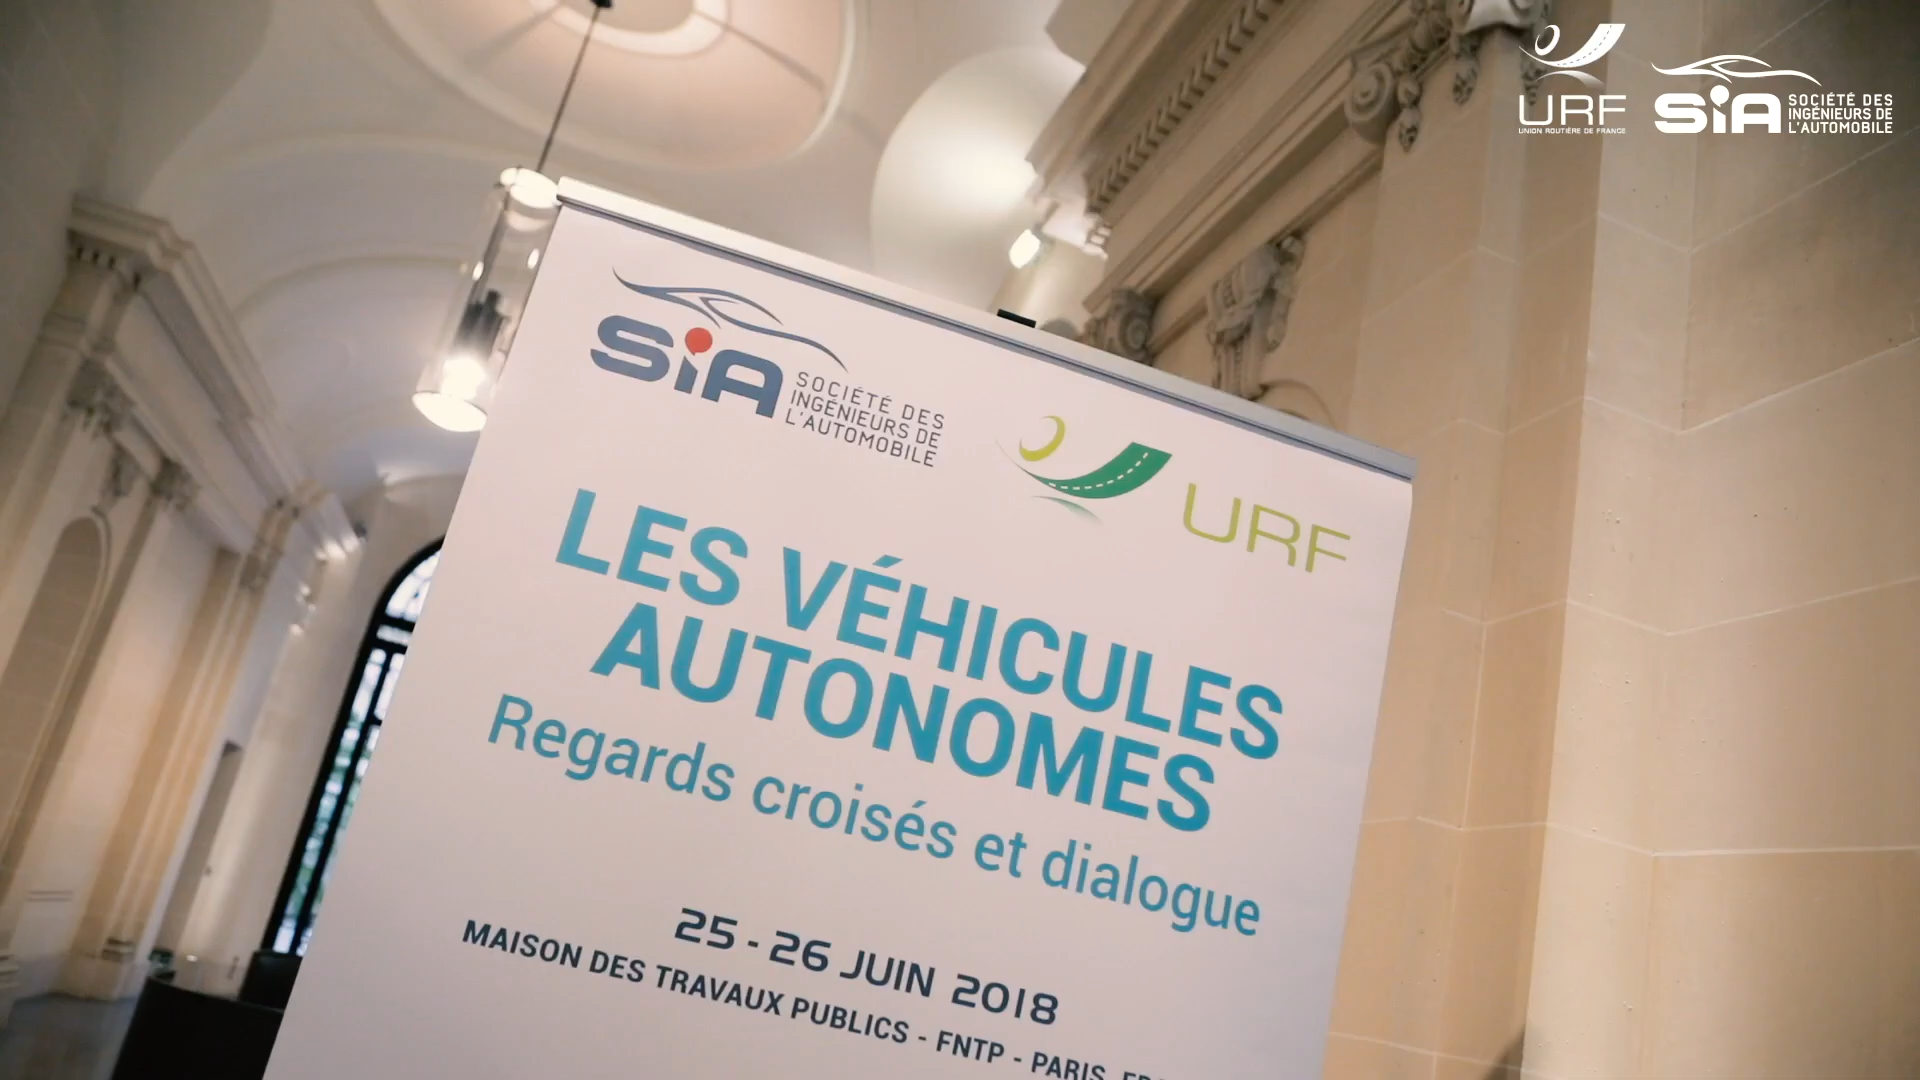 URF
UNION ROUTIÈRE DE FRANCE
SiA
SOCIÉTÉ DES
INGÉNIEURS DE
L'AUTOMOBILE
SiA
SOCIÉTÉ DES
INGÉNIEURS DE
L'AUTOMOBILE
URF
LES VÉHICULES
AUTONOMES
Regards croisés et dialogue
25 - 26 JUIN 2018
MAISON DES TRAVAUX PUBLICS - FNTP - PARIS,